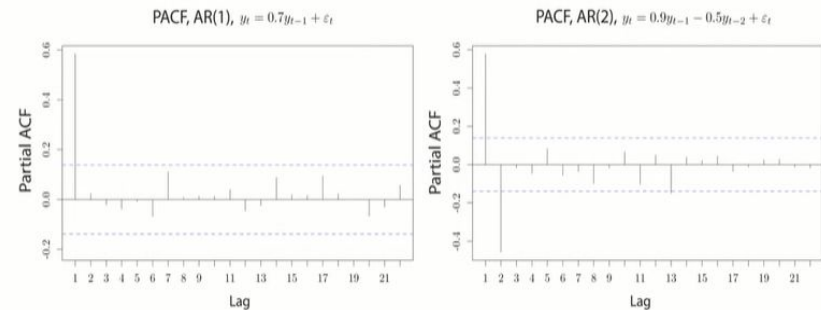 PACF, AR(1), $y_t = 0.7y_{t-1} + \varepsilon_t$
Partial ACF
0.6
0.4
0.2
0.0
-0.2
1 2 3 4 5 6 7 8 9 11 13 15 17 19 21
Lag
PACF, AR(2), $y_t = 0.9y_{t-1} - 0.5y_{t-2} + \varepsilon_t$
Partial ACF
0.6
0.4
0.2
0.0
-0.2
-0.4
1 2 3 4 5 6 7 8 9 11 13 15 17 19 21
Lag